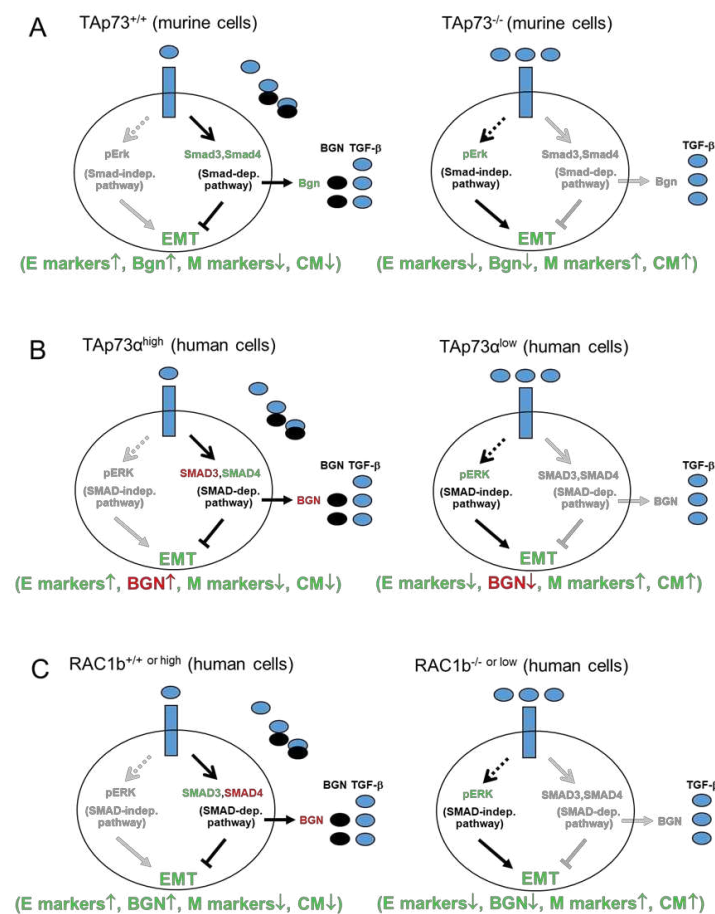 A
TAp73+/+ (murine cells)
TAp73-/- (murine cells)
pErk
(Smad-indep.
pathway)
Smad3,Smad4
(Smad-dep.
pathway)
Bgn
BGN TGF-β
EMT
(E markers↑, Bgn↑, M markers↓, CM↓)
pErk
(Smad-indep.
pathway)
Smad3,Smad4
(Smad-dep.
pathway)
Bgn
TGF-β
EMT
(E markers↓, Bgn↓, M markers↑, CM↑)
B
TAp73αhigh (human cells)
TAp73αlow (human cells)
pERK
(SMAD-indep.
pathway)
SMAD3,SMAD4
(SMAD-dep.
pathway)
BGN
BGN TGF-β
EMT
(E markers↑, BGN↑, M markers↓, CM↓)
pERK
(SMAD-indep.
pathway)
SMAD3,SMAD4
(SMAD-dep.
pathway)
BGN
TGF-β
EMT
(E markers↓, BGN↓, M markers↑, CM↑)
C
RAC1b+/+ or high (human cells)
RAC1b-/- or low (human cells)
pERK
(SMAD-indep.
pathway)
SMAD3,SMAD4
(SMAD-dep.
pathway)
BGN
BGN TGF-β
EMT
(E markers↑, BGN↑, M markers↓, CM↓)
pERK
(SMAD-indep.
pathway)
SMAD3,SMAD4
(SMAD-dep.
pathway)
BGN
TGF-β
EMT
(E markers↓, BGN↓, M markers↑, CM↑)